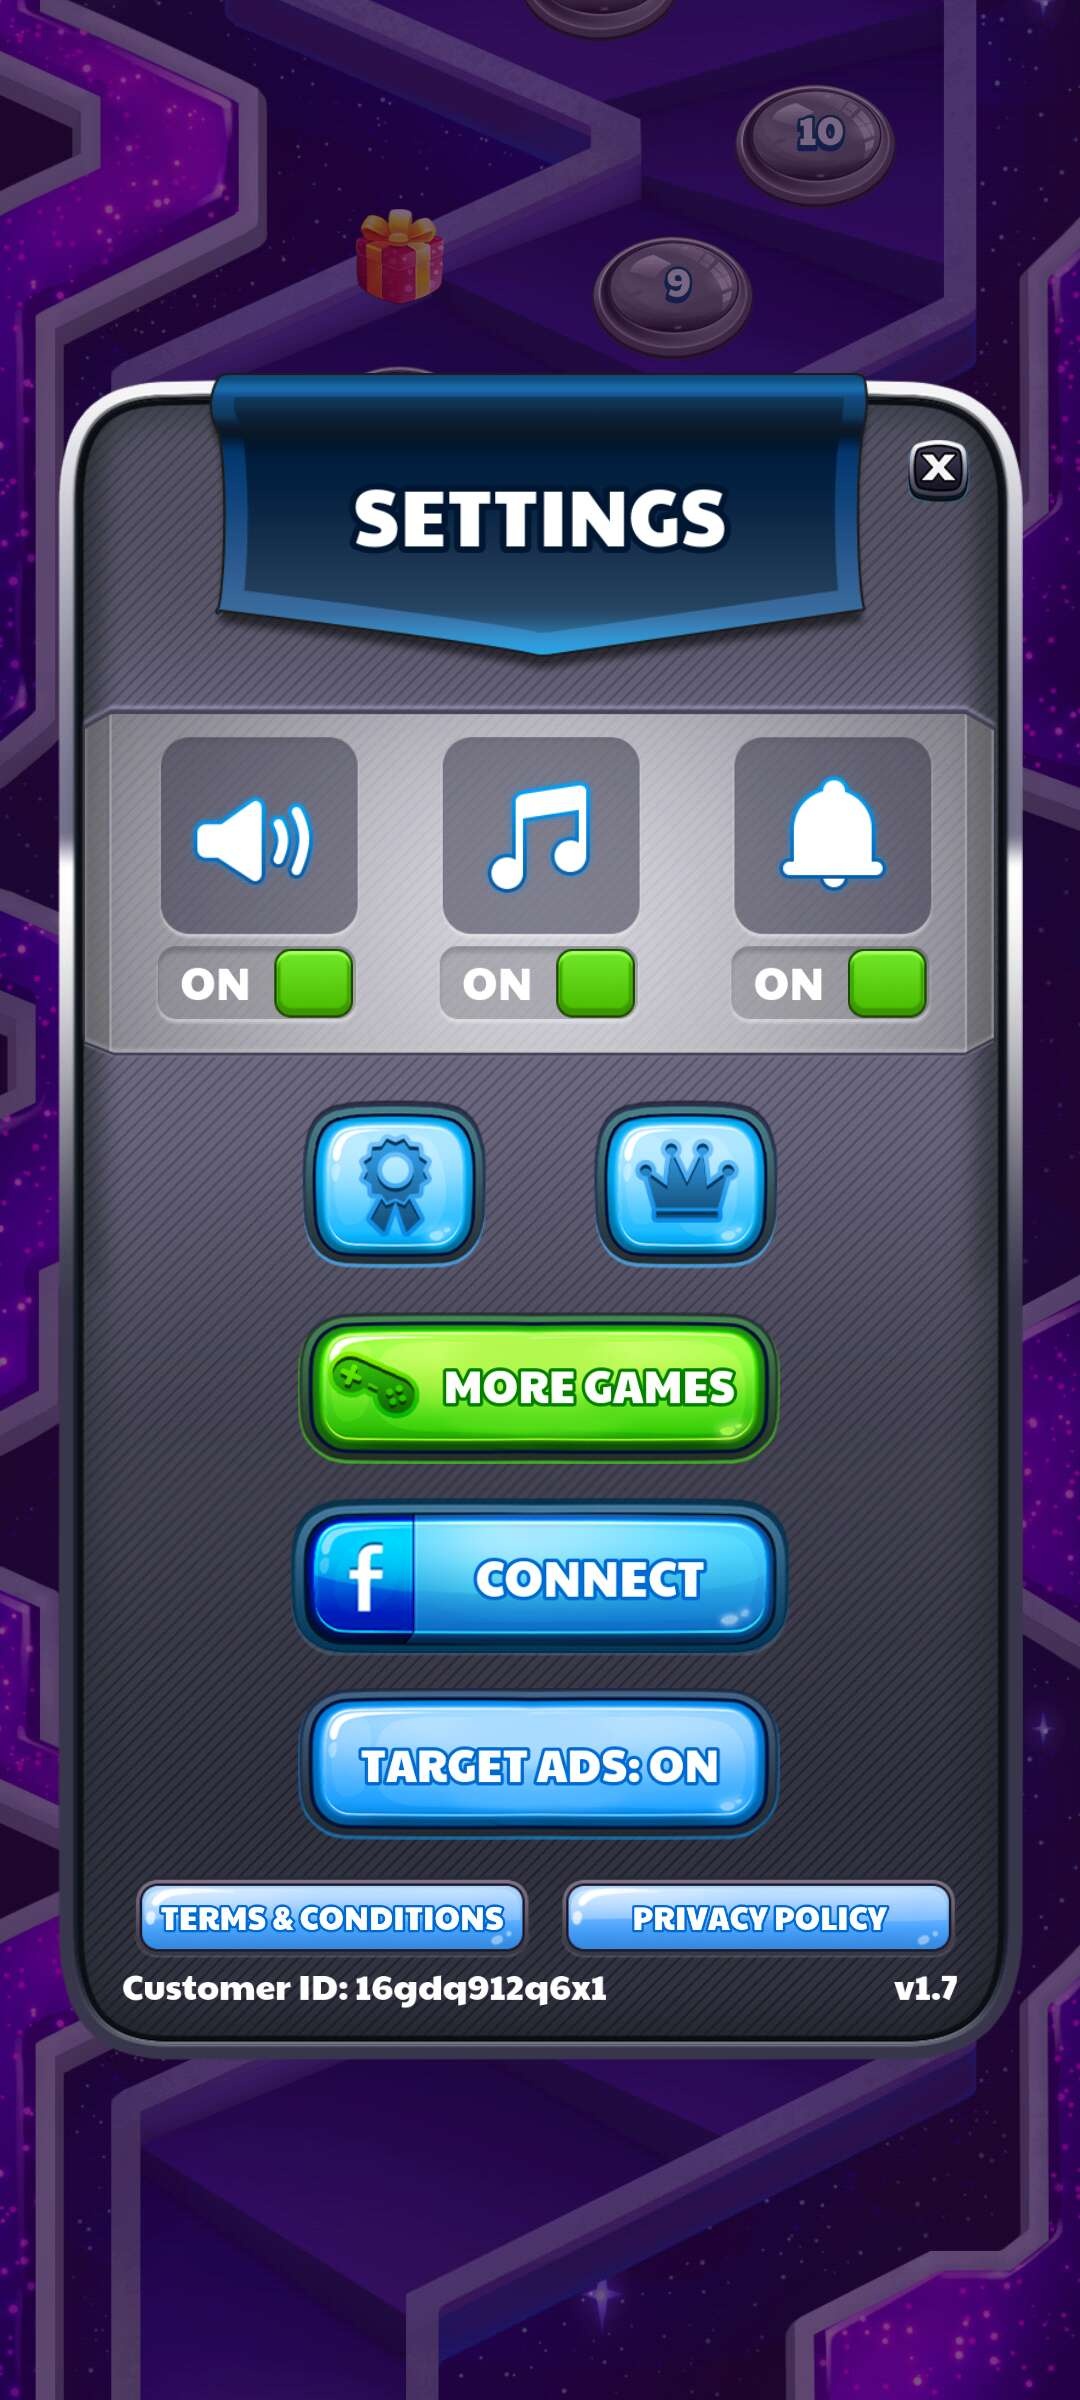 10
9
SETTINGS
X
ON
ON
ON
MORE GAMES
f
CONNECT
TARGET ADS: ON
TERMS & CONDITIONS
PRIVACY POLICY
Customer ID: 16gdq912q6x1
v1.7